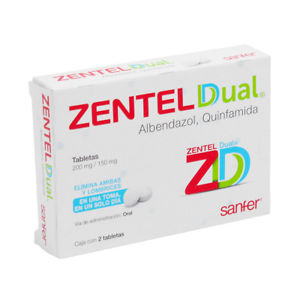 ZENTEL Dual®
Albendazol, Quinfamida
Tabletas
200 mg / 150 mg
ELIMINA AMIBAS
Y LOMBRICES
EN UNA TOMA,
EN UN SOLO DÍA
Vía de administración: Oral
Caja con 2 tabletas
ZENTEL Dual®
ZD
sanfer®